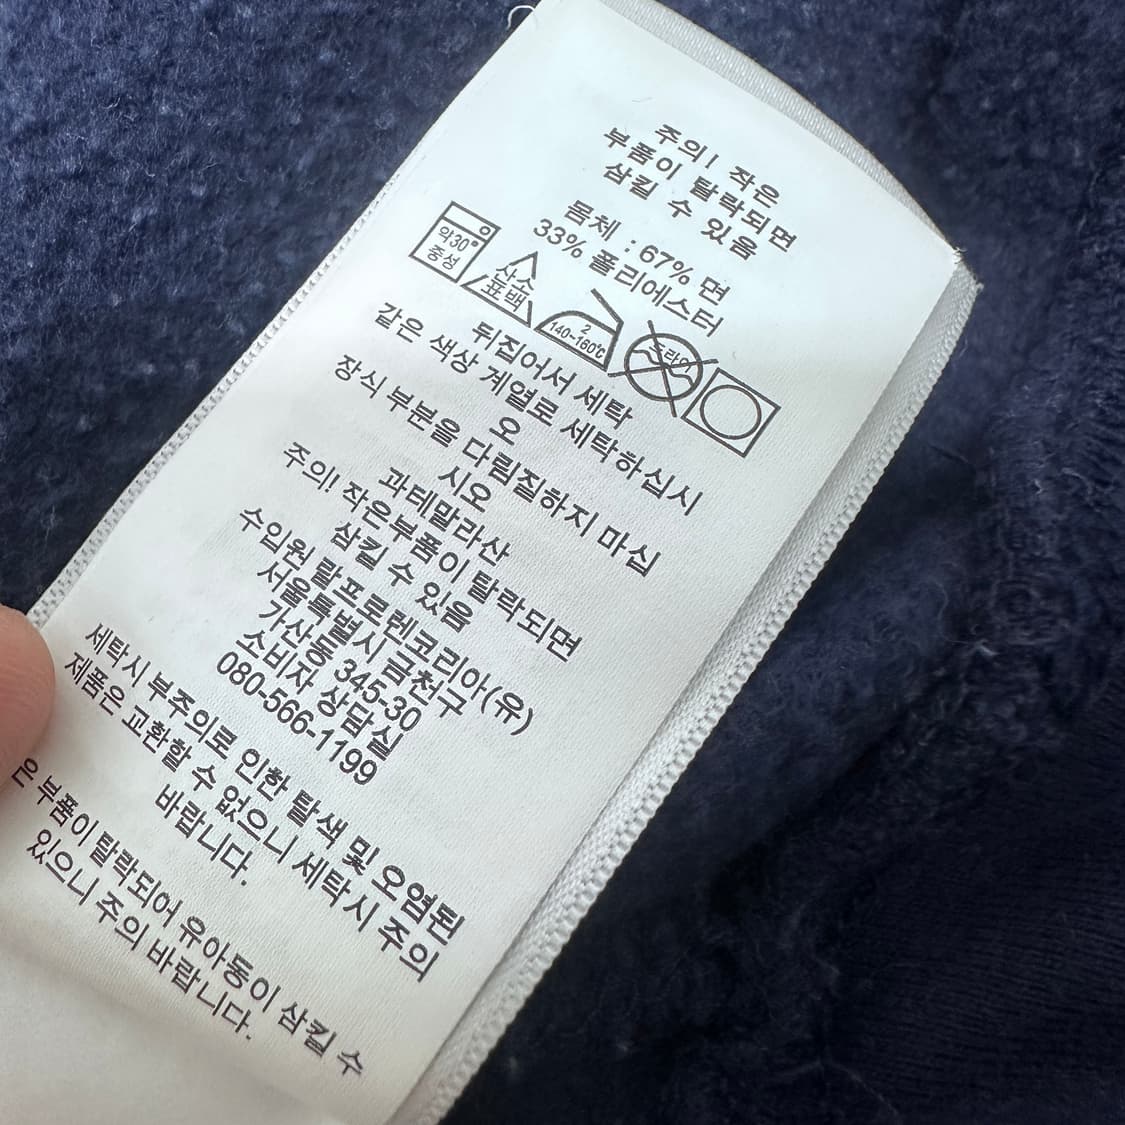 주의! 작은
부품이 탈락되면
삼킬 수 있음
몸체 : 67% 면
33% 폴리에스터
약30°
중성
산소
표백
2
140~160℃
드라이
뒤집어서 세탁
같은 색상 계열로 세탁하십시
오
장식 부분을 다림질하지 마십
시오
과테말라산
주의! 작은부품이 탈락되면
삼킬 수 있음
수입원 랄프로렌코리아(유)
서울특별시 금천구
가산동 345-30
소비자 상담실
080-566-1199
세탁시 부주의로 인한 탈색 및 오염된
제품은 교환할 수 없으니 세탁시 주의
바랍니다.
은 부품이 탈락되어 유아동이 삼킬 수
있으니 주의 바랍니다.